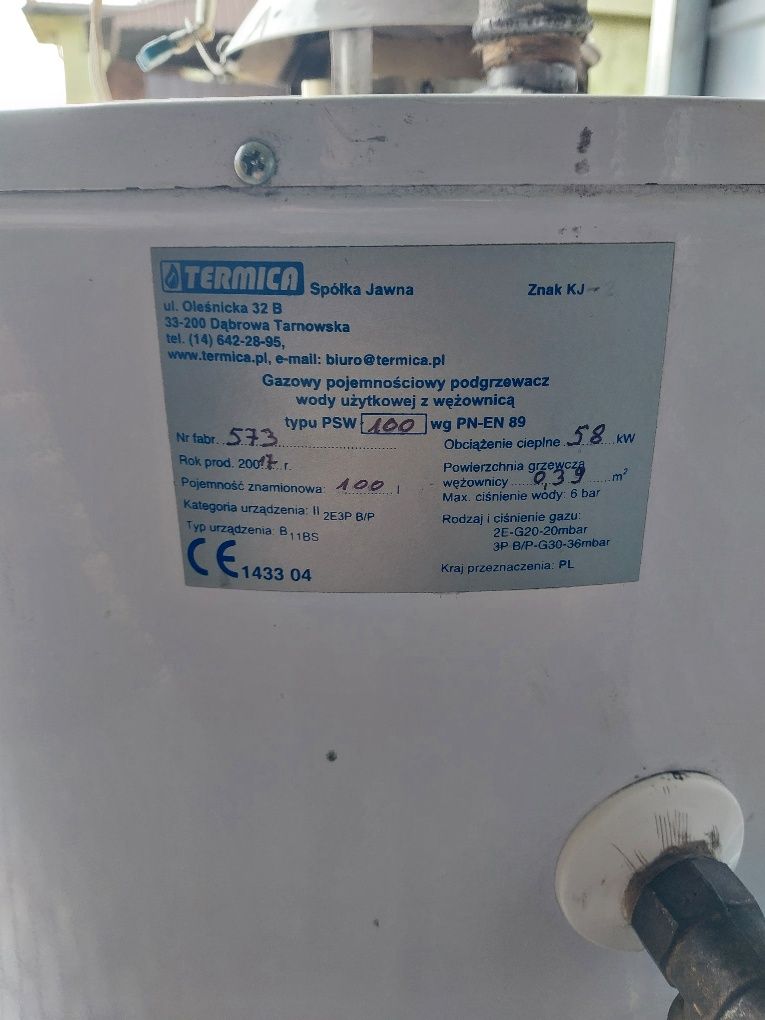 TERMICA Spółka Jawna Znak KJ
ul. Oleśnicka 32 B
33-200 Dąbrowa Tarnowska
tel. (14) 642-28-95,
www.termica.pl, e-mail: biuro@termica.pl
Gazowy pojemnościowy podgrzewacz
wody użytkowej z wężownicą
typu PSW 100 wg PN-EN 89
Nr fabr. 573
Rok prod. 20017 r.
Pojemność znamionowa: 100 l
Kategoria urządzenia: II 2E3P B/P
Typ urządzenia: B11BS
CE 1433 04
Obciążenie cieplne 58 kW
Powierzchnia grzewcza
wężownicy 0,39 m²
Max. ciśnienie wody: 6 bar
Rodzaj i ciśnienie gazu:
2E-G20-20mbar
3P B/P-G30-36mbar
Kraj przeznaczenia: PL